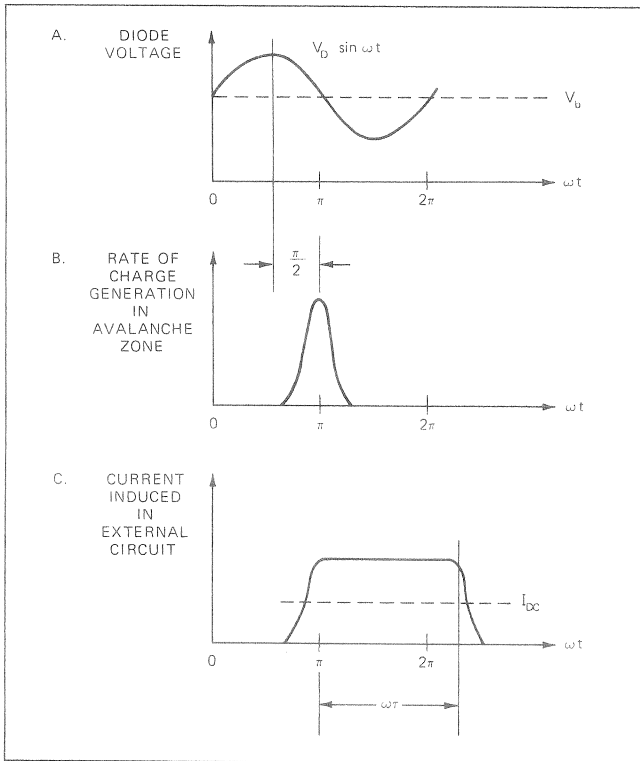 A. DIODE
VOLTAGE
V_D sin ωt
V_b
ωt
0 π 2π
B. RATE OF
CHARGE
GENERATION
IN
AVALANCHE
ZONE
π/2
ωt
0 π 2π
C. CURRENT
INDUCED
IN
EXTERNAL
CIRCUIT
I_DC
ωt
0 π 2π
ωτ